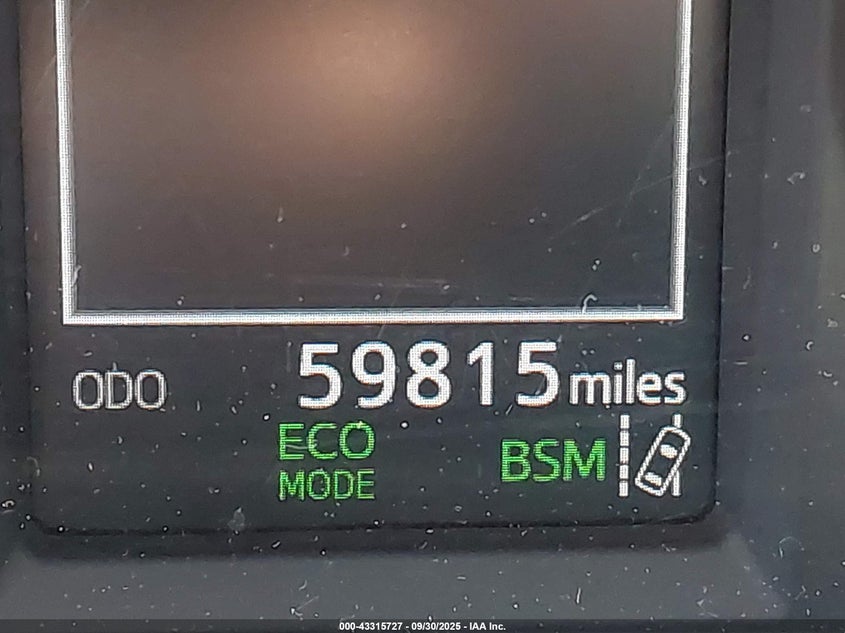 ODO 59815 miles
ECO
MODE
BSM
000-43315727 - 09/30/2025 - IAA Inc.